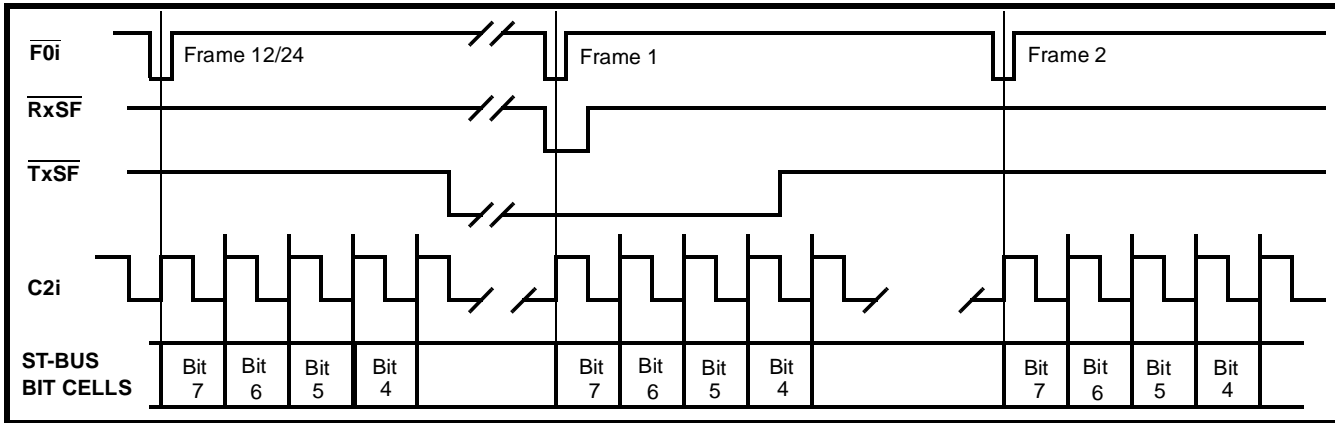 F0i
Frame 12/24
Frame 1
Frame 2
RxSF
TxSF
C2i
ST-BUS
BIT CELLS
Bit 7
Bit 6
Bit 5
Bit 4
Bit 7
Bit 6
Bit 5
Bit 4
Bit 7
Bit 6
Bit 5
Bit 4